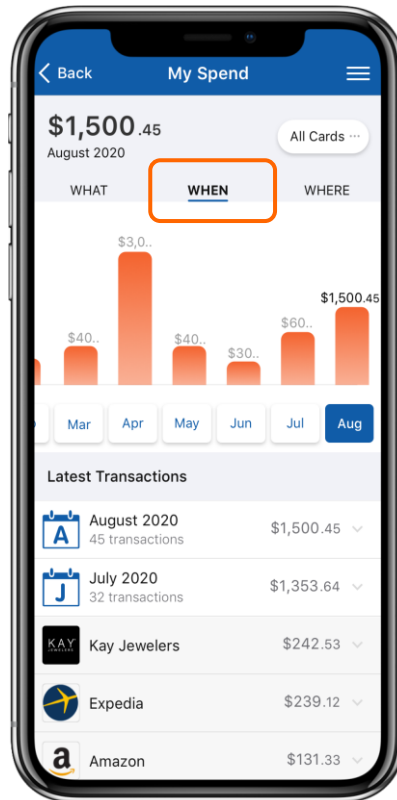 Back
My Spend
$1,500.45
August 2020
All Cards ...
WHAT
WHEN
WHERE
$40..
$3,0..
$40..
$30..
$60..
$1,500.45
Mar
Apr
May
Jun
Jul
Aug
Latest Transactions
A
August 2020
45 transactions
$1,500.45
J
July 2020
32 transactions
$1,353.64
KAY
JEWELERS
Kay Jewelers
$242.53
Expedia
$239.12
a
Amazon
$131.33